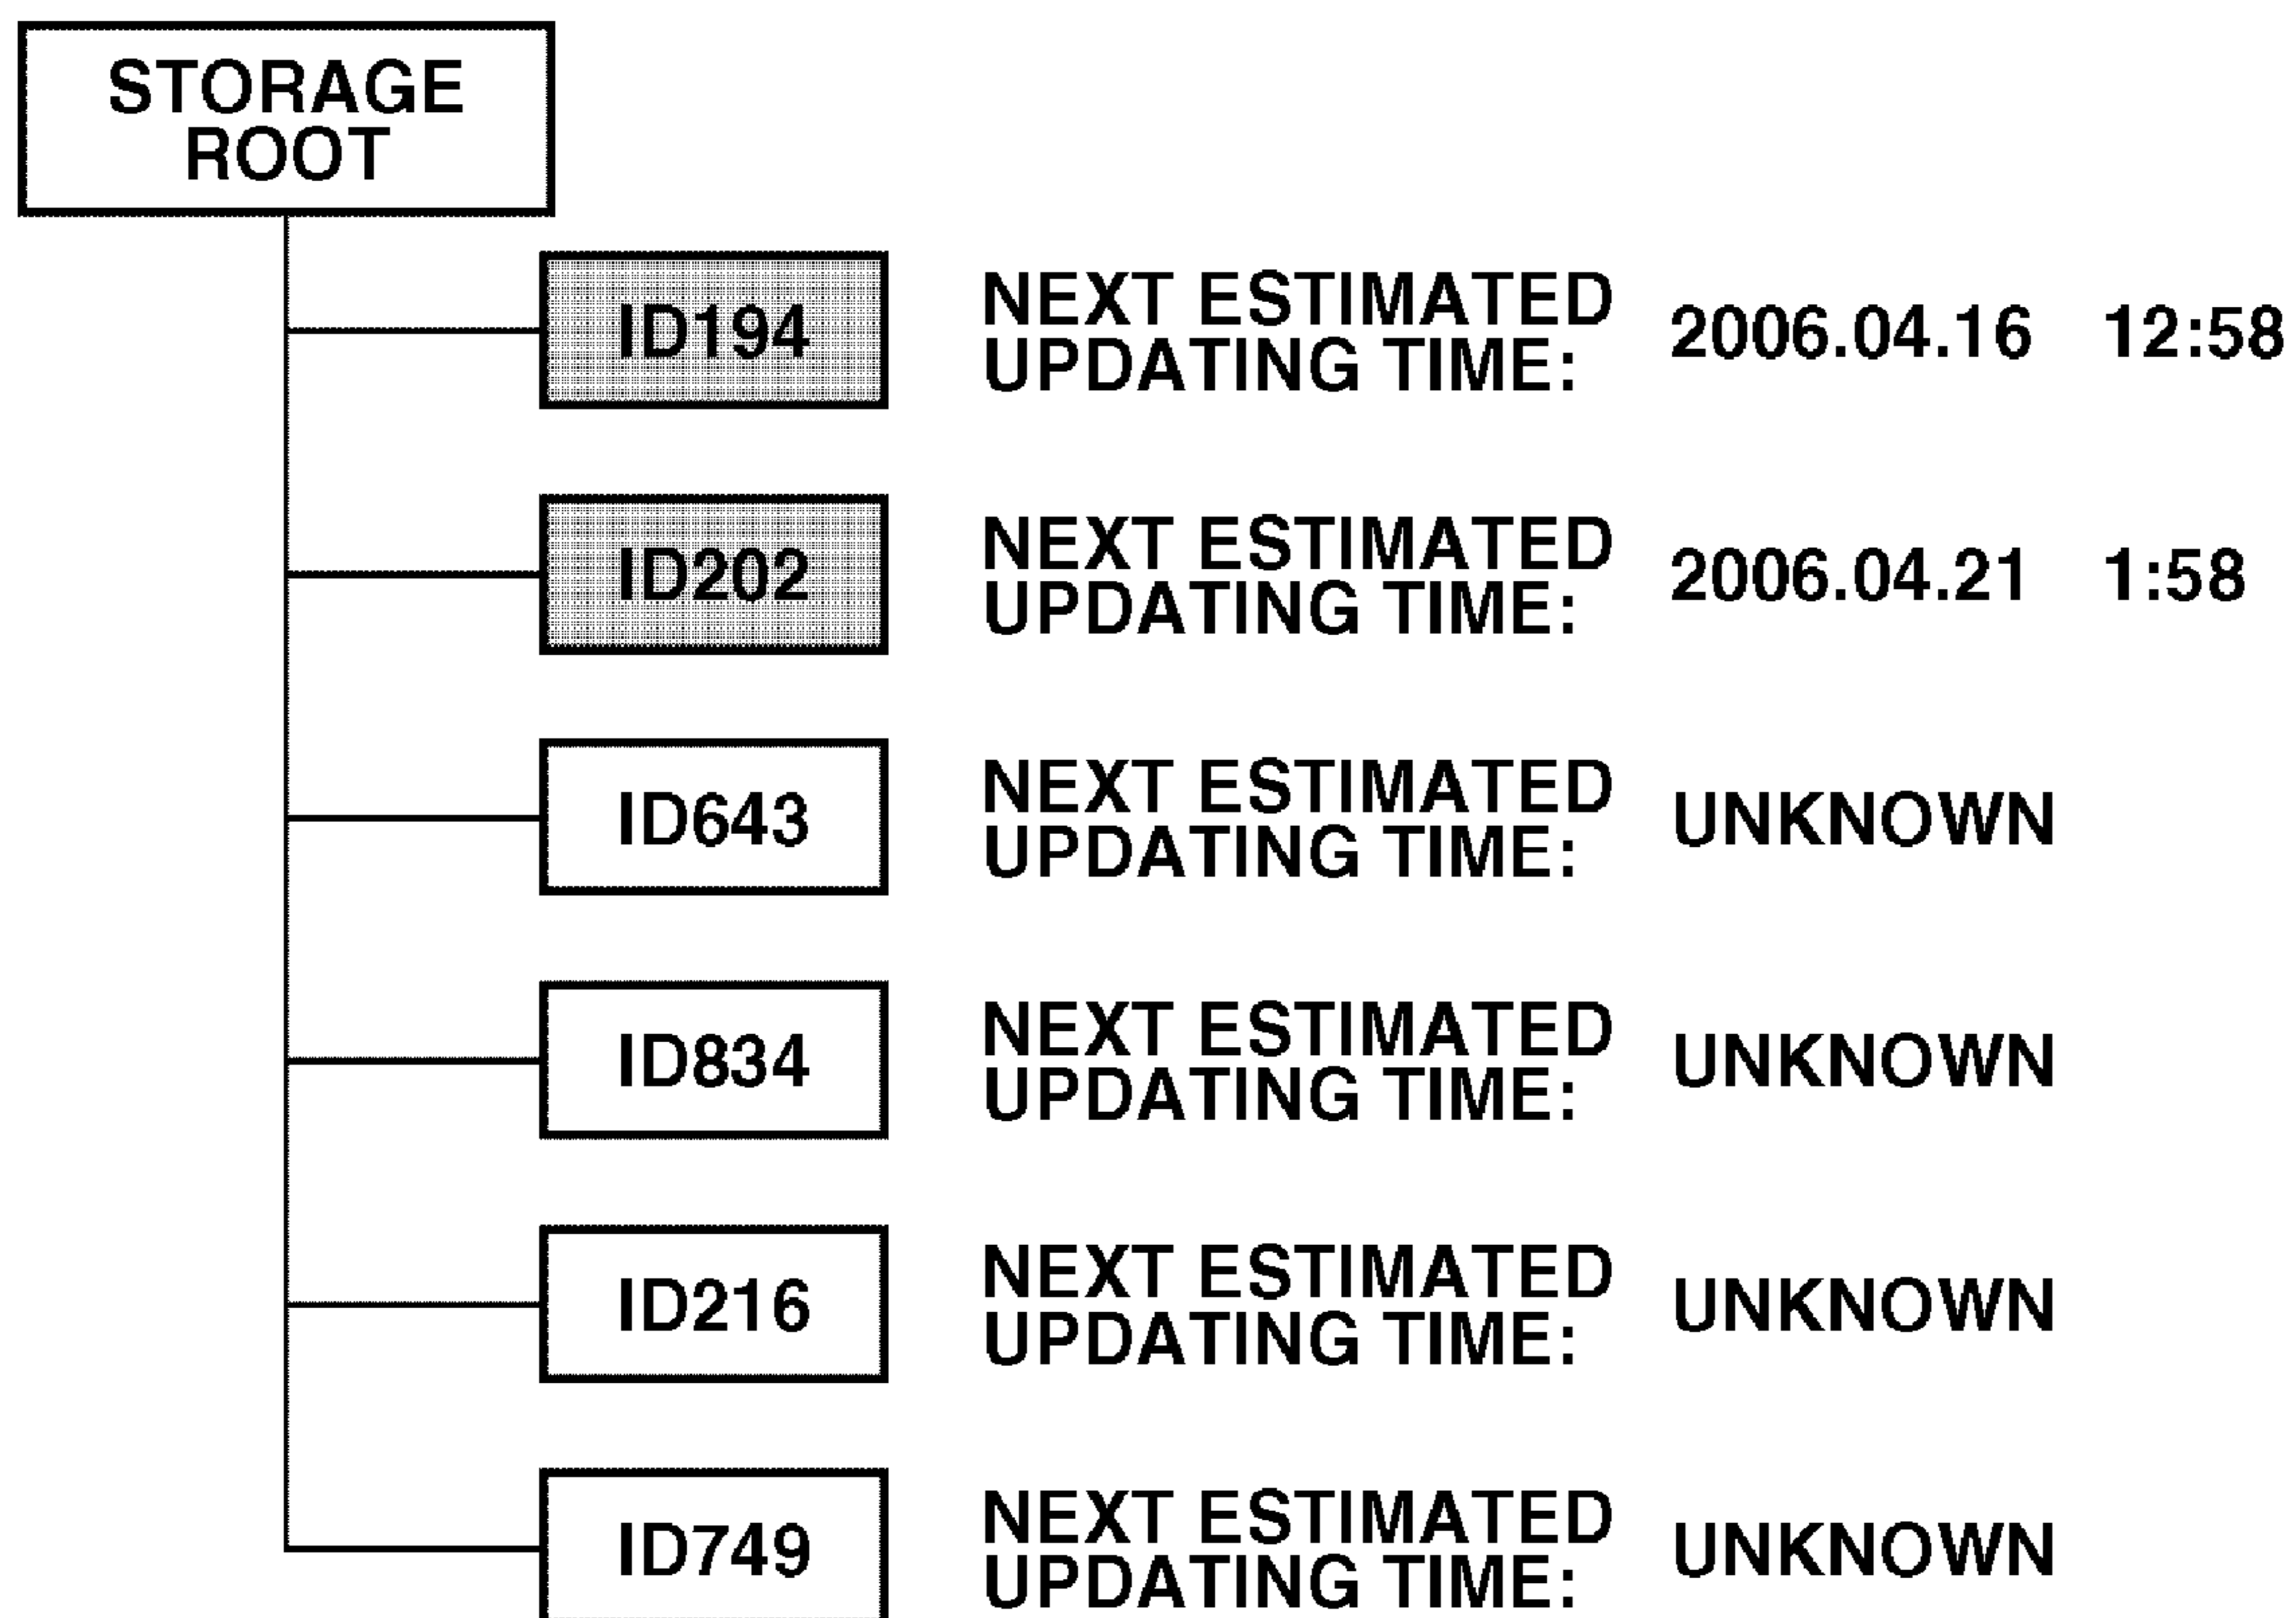 STORAGE
ROOT
ID194
NEXT ESTIMATED
UPDATING TIME:
2006.04.16 12:58
ID202
NEXT ESTIMATED
UPDATING TIME:
2006.04.21 1:58
ID643
NEXT ESTIMATED
UPDATING TIME:
UNKNOWN
ID834
NEXT ESTIMATED
UPDATING TIME:
UNKNOWN
ID216
NEXT ESTIMATED
UPDATING TIME:
UNKNOWN
ID749
NEXT ESTIMATED
UPDATING TIME:
UNKNOWN